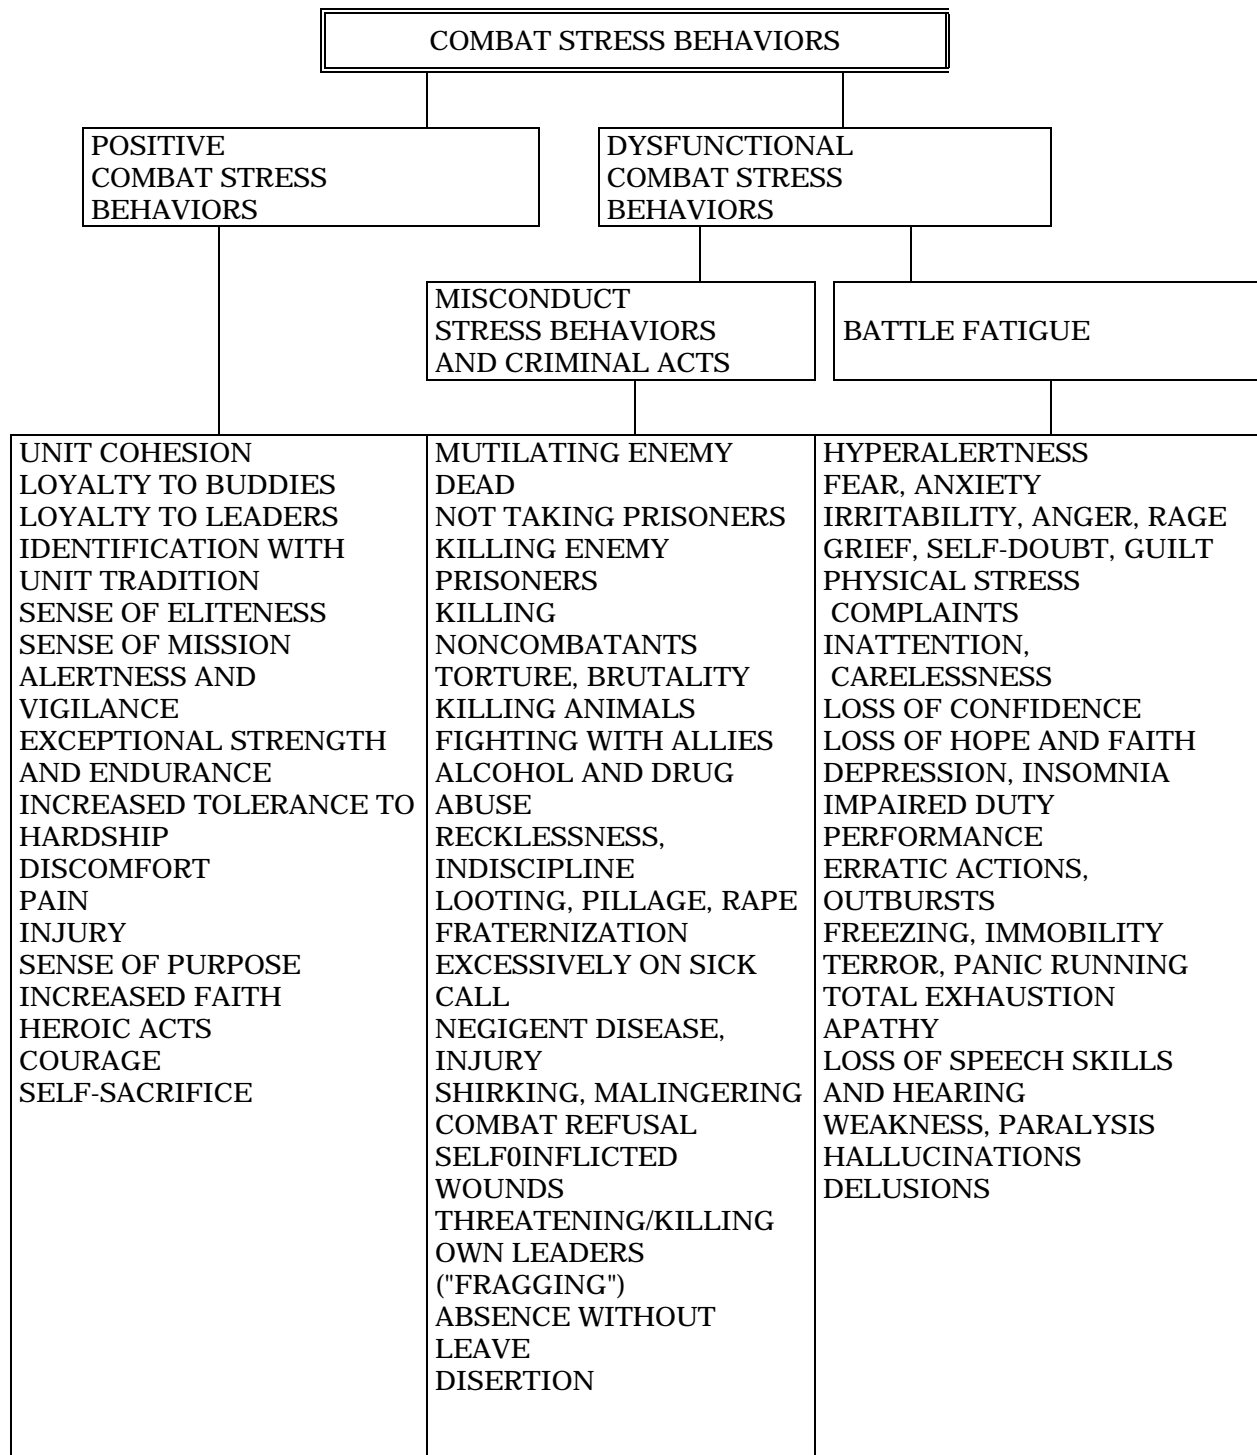 COMBAT STRESS BEHAVIORS
POSITIVE
COMBAT STRESS
BEHAVIORS
DYSFUNCTIONAL
COMBAT STRESS
BEHAVIORS
MISCONDUCT
STRESS BEHAVIORS
AND CRIMINAL ACTS
BATTLE FATIGUE
UNIT COHESION
LOYALTY TO BUDDIES
LOYALTY TO LEADERS
IDENTIFICATION WITH
UNIT TRADITION
SENSE OF ELITENESS
SENSE OF MISSION
ALERTNESS AND
VIGILANCE
EXCEPTIONAL STRENGTH
AND ENDURANCE
INCREASED TOLERANCE TO
HARDSHIP
DISCOMFORT
PAIN
INJURY
SENSE OF PURPOSE
INCREASED FAITH
HEROIC ACTS
COURAGE
SELF-SACRIFICE
MUTILATING ENEMY
DEAD
NOT TAKING PRISONERS
KILLING ENEMY
PRISONERS
KILLING
NONCOMBATANTS
TORTURE, BRUTALITY
KILLING ANIMALS
FIGHTING WITH ALLIES
ALCOHOL AND DRUG
ABUSE
RECKLESSNESS,
INDISCIPLINE
LOOTING, PILLAGE, RAPE
FRATERNIZATION
EXCESSIVELY ON SICK
CALL
NEGIGENT DISEASE,
INJURY
SHIRKING, MALINGERING
COMBAT REFUSAL
SELF0INFLICTED
WOUNDS
THREATENING/KILLING
OWN LEADERS
("FRAGGING")
ABSENCE WITHOUT
LEAVE
DISERTION
HYPERALERTNESS
FEAR, ANXIETY
IRRITABILITY, ANGER, RAGE
GRIEF, SELF-DOUBT, GUILT
PHYSICAL STRESS
COMPLAINTS
INATTENTION,
CARELESSNESS
LOSS OF CONFIDENCE
LOSS OF HOPE AND FAITH
DEPRESSION, INSOMNIA
IMPAIRED DUTY
PERFORMANCE
ERRATIC ACTIONS,
OUTBURSTS
FREEZING, IMMOBILITY
TERROR, PANIC RUNNING
TOTAL EXHAUSTION
APATHY
LOSS OF SPEECH SKILLS
AND HEARING
WEAKNESS, PARALYSIS
HALLUCINATIONS
DELUSIONS